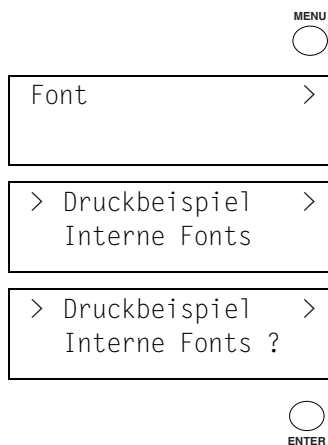 MENU
Font >
> Druckbeispiel >
Interne Fonts
> Druckbeispiel >
Interne Fonts ?
ENTER